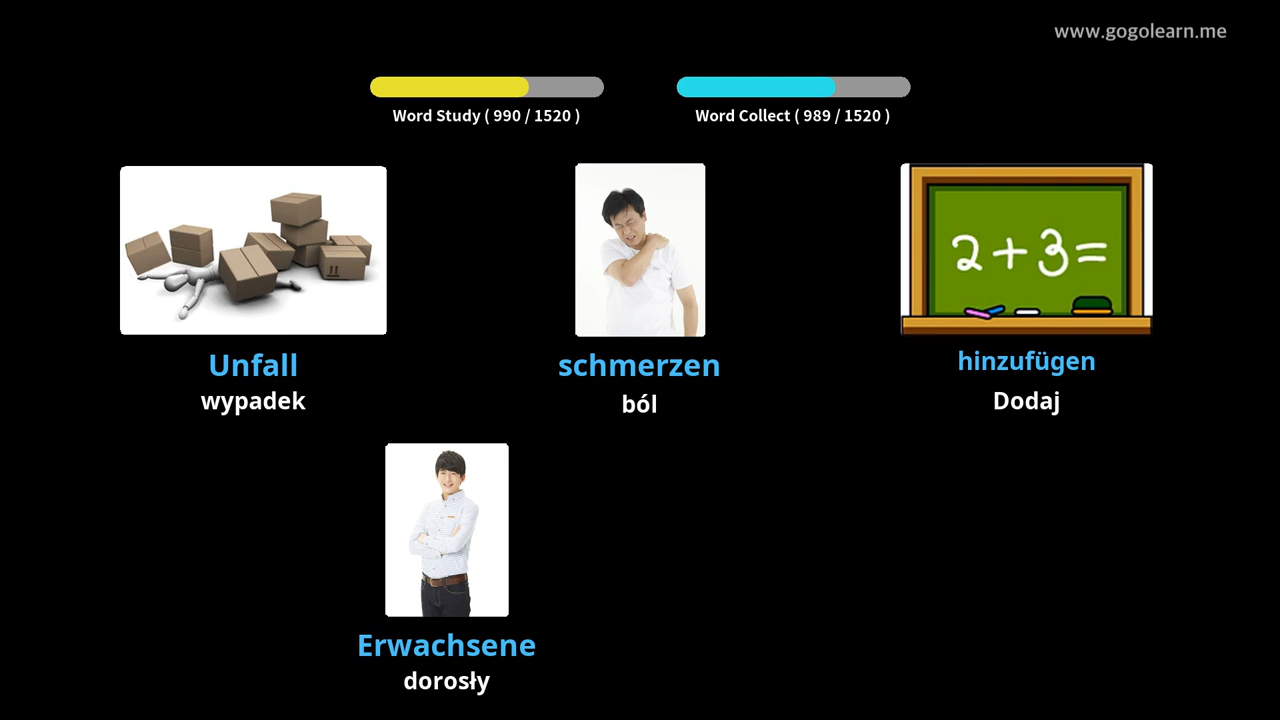 www.gogolearn.me
Word Study ( 990 / 1520 )
Word Collect ( 989 / 1520 )
2+3=
Unfall
wypadek
schmerzen
ból
hinzufügen
Dodaj
Erwachsene
dorosły